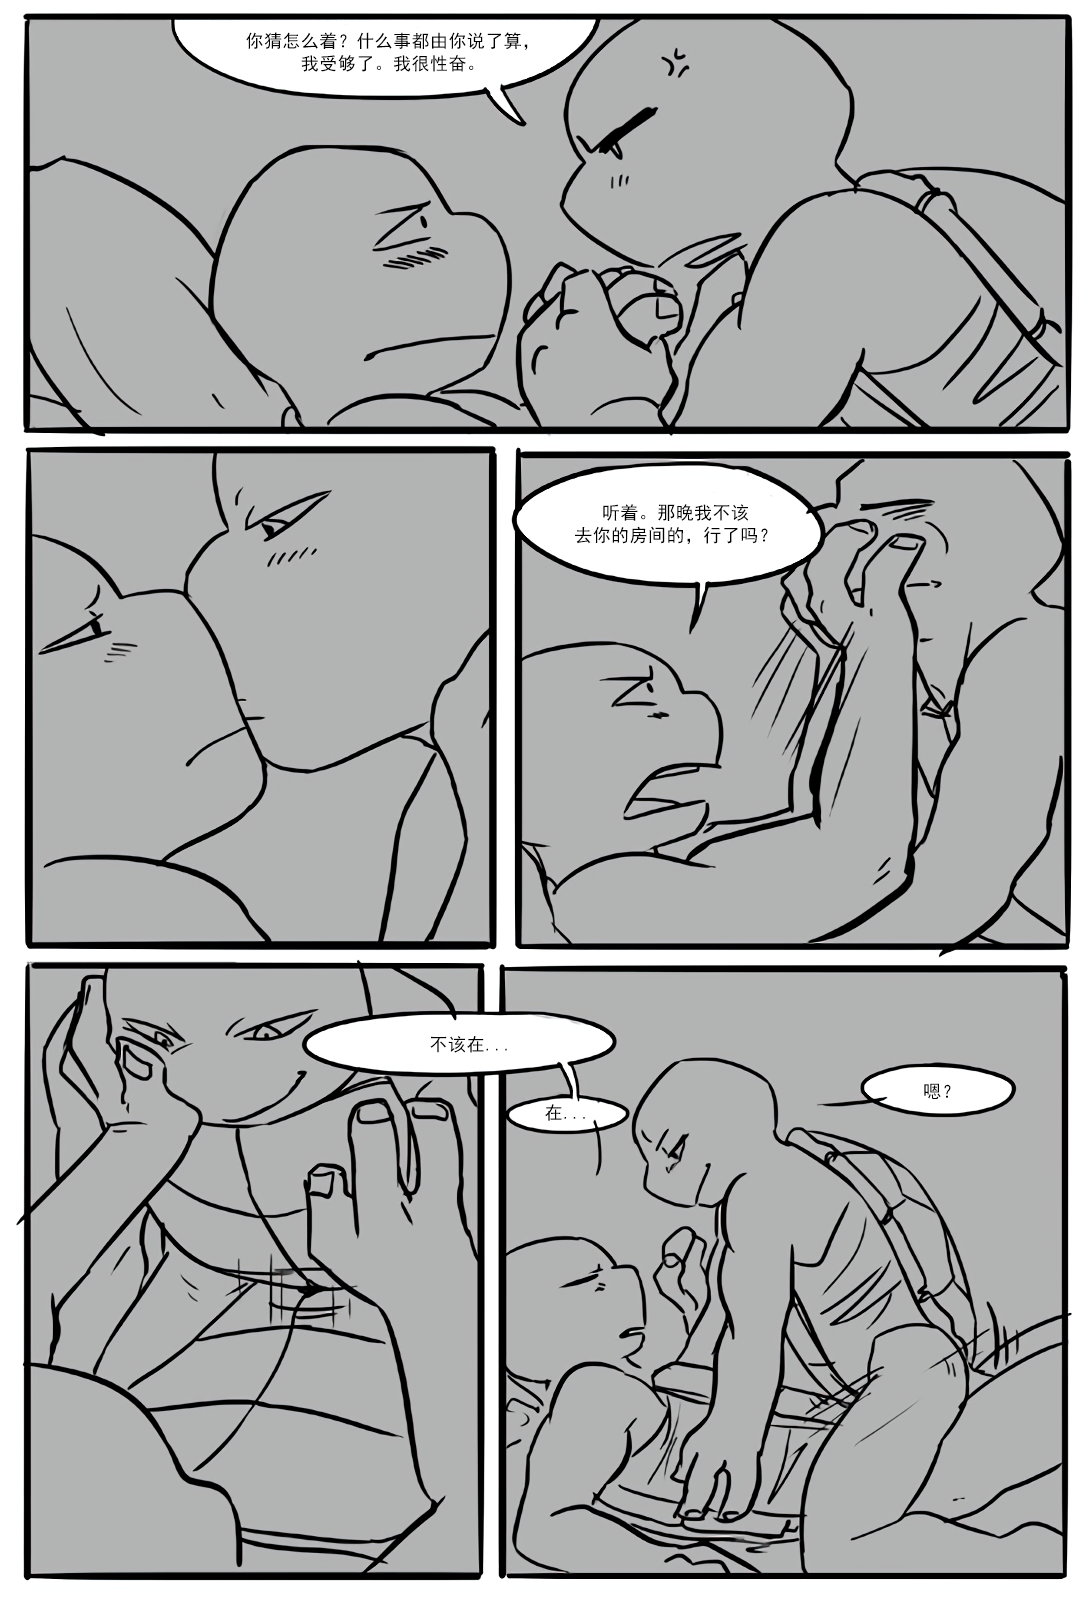 你猜怎么着？什么事都由你说了算，
我受够了。我很性奋。
听着。那晚我不该
去你的房间的，行了吗？
不该在...
在...
嗯？